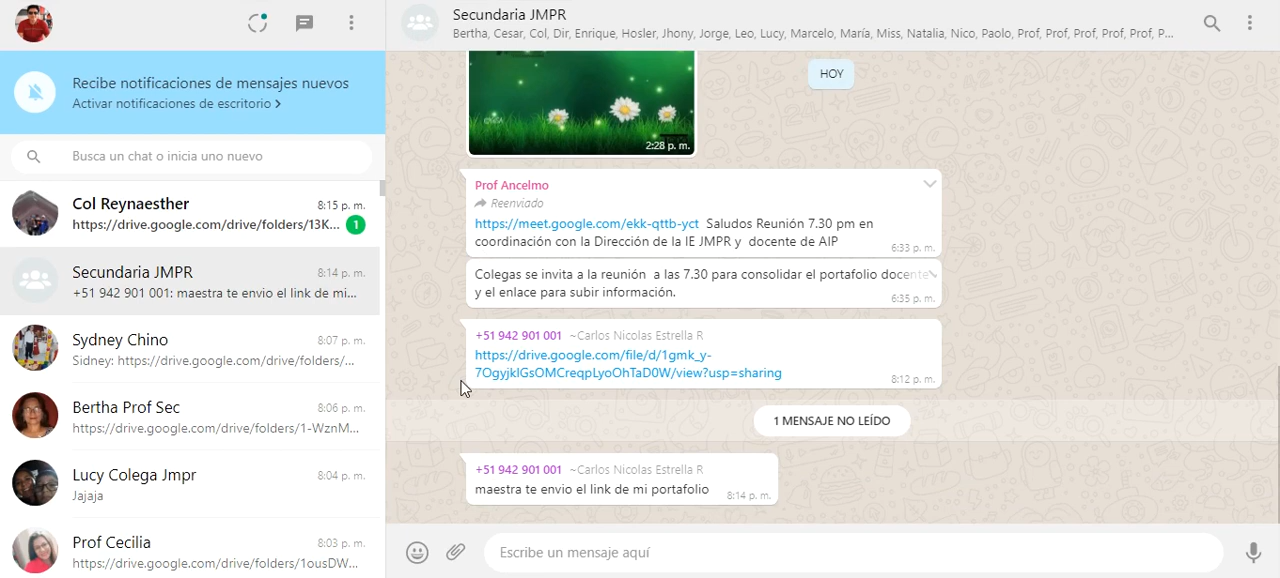 Recibe notificaciones de mensajes nuevos
Activar notificaciones de escritorio >
Busca un chat o inicia uno nuevo
Col Reynaesther 8:15 p. m.
https://drive.google.com/drive/folders/13K... 1
Secundaria JMPR 8:14 p. m.
+51 942 901 001: maestra te envio el link de mi...
Sydney Chino 8:07 p. m.
Sidney: https://drive.google.com/drive/folders/...
Bertha Prof Sec 8:06 p. m.
https://drive.google.com/drive/folders/1-WznM...
Lucy Colega Jmpr 8:04 p. m.
Jajaja
Prof Cecilia 8:03 p. m.
https://drive.google.com/drive/folders/1ousDW...
Secundaria JMPR
Bertha, Cesar, Col, Dir, Enrique, Hosler, Jhony, Jorge, Leo, Lucy, Marcelo, María, Miss, Natalia, Nico, Paolo, Prof, Prof, Prof, Prof, Prof, P...
HOY
2:28 p. m.
Prof Ancelmo
Reenviado
https://meet.google.com/ekk-qttb-yct Saludos Reunión 7.30 pm en
coordinación con la Dirección de la IE JMPR y docente de AIP
6:33 p. m.
Colegas se invita a la reunión a las 7.30 para consolidar el portafolio docente
y el enlace para subir información.
6:35 p. m.
+51 942 901 001 ~Carlos Nicolas Estrella R
https://drive.google.com/file/d/1gmk_y-
7OgyjkIGsOMCreqpLyoOhTaD0W/view?usp=sharing
8:12 p. m.
1 MENSAJE NO LEÍDO
+51 942 901 001 ~Carlos Nicolas Estrella R
maestra te envio el link de mi portafolio
8:14 p. m.
Escribe un mensaje aquí